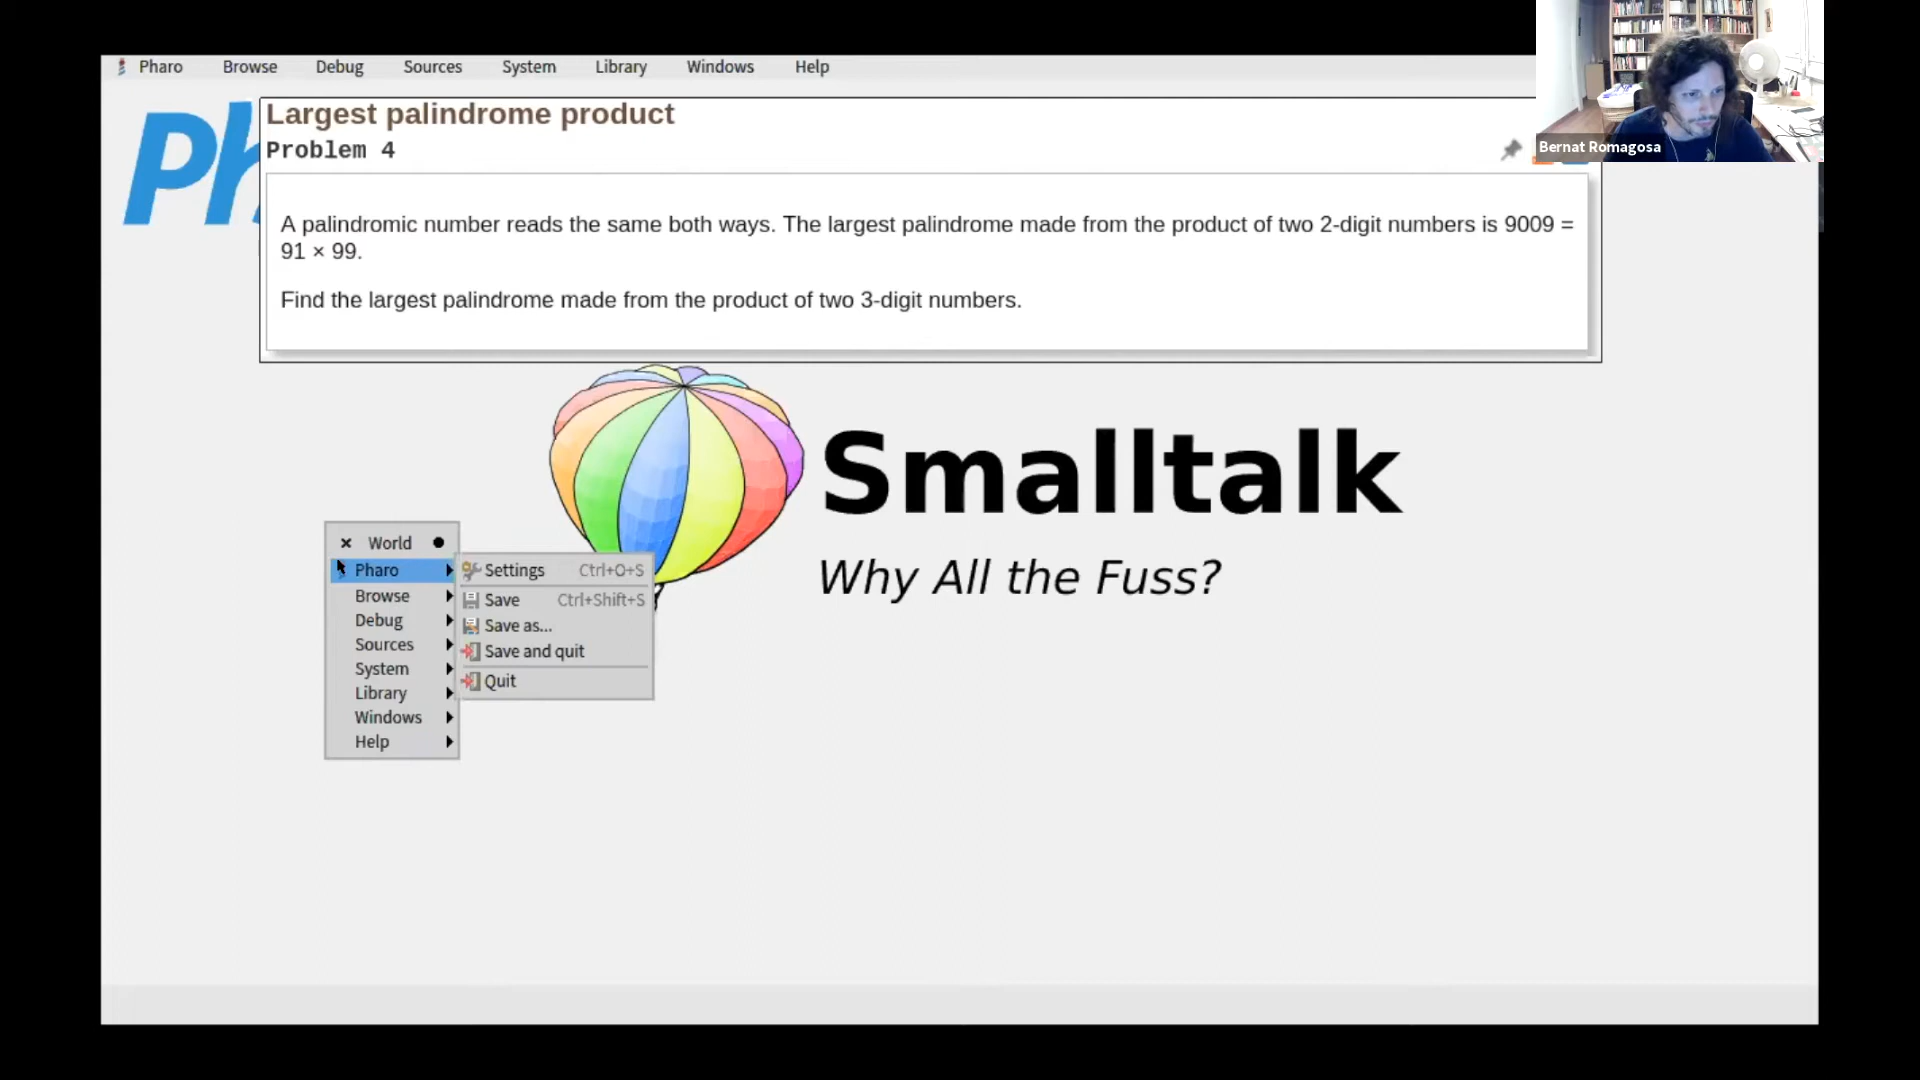 Pharo Browse Debug Sources System Library Windows Help
Bernat Romagosa
Largest palindrome product
Problem 4
A palindromic number reads the same both ways. The largest palindrome made from the product of two 2-digit numbers is 9009 =
91 × 99.
Find the largest palindrome made from the product of two 3-digit numbers.
Smalltalk
Why All the Fuss?
World
Pharo
Browse
Debug
Sources
System
Library
Windows
Help
Settings Ctrl+O+S
Save Ctrl+Shift+S
Save as...
Save and quit
Quit